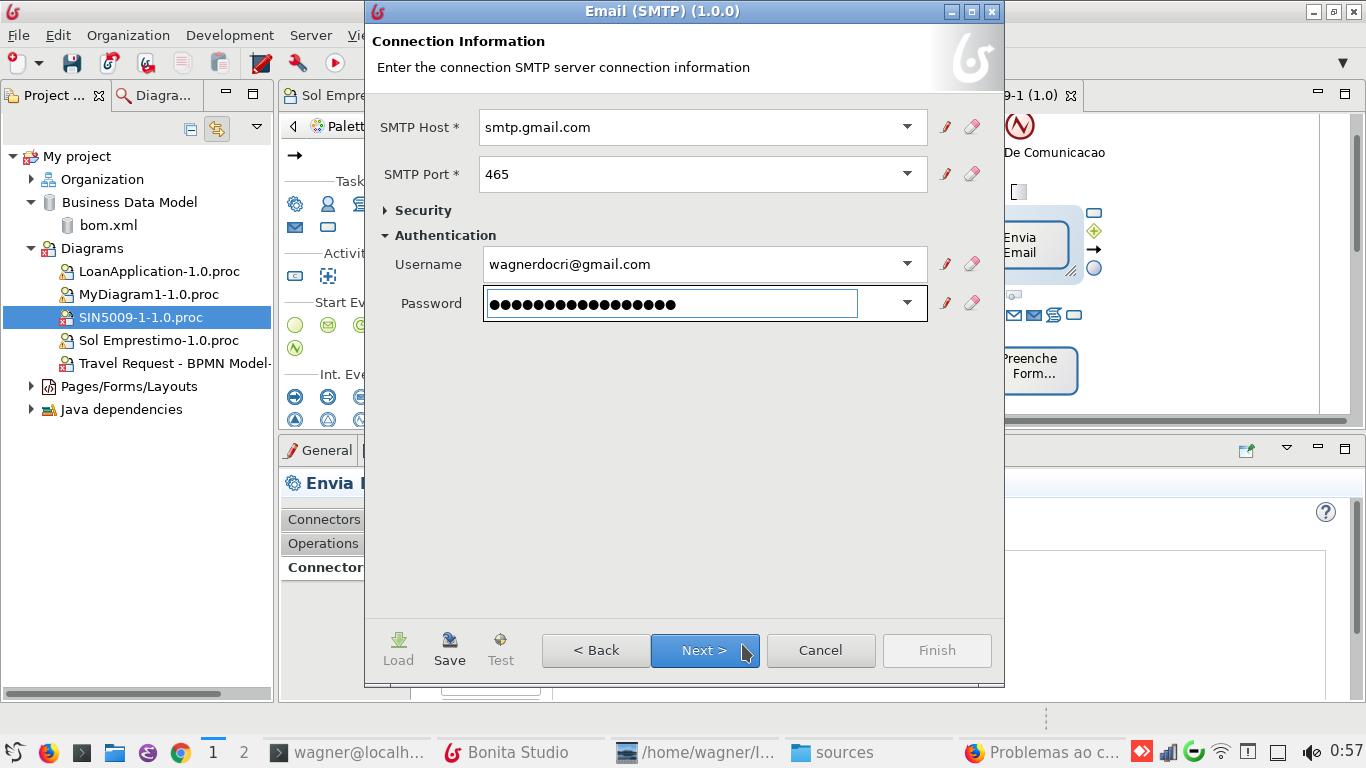 Email (SMTP) (1.0.0)
File Edit Organization Development Server
Connection Information
Enter the connection SMTP server connection information
Project ...
Diagra...
Sol Empre
9-1 (1.0)
SMTP Host *
smtp.gmail.com
SMTP Port *
465
Security
Authentication
Username
wagnerdocri@gmail.com
Password
●●●●●●●●●●●●●●●●●
My project
Organization
Business Data Model
bom.xml
Diagrams
LoanApplication-1.0.proc
MyDiagram1-1.0.proc
SIN5009-1-1.0.proc
Sol Emprestimo-1.0.proc
Travel Request - BPMN Model-
Pages/Forms/Layouts
Java dependencies
Palett
Task
Activi
Start Ev
Int. Eve
De Comunicacao
Envia
Email
Preenche
Form...
General
Envia
Connectors
Operations
Connector
Load
Save
Test
< Back
Next >
Cancel
Finish
1 2 wagner@localh... Bonita Studio /home/wagner/I... sources Problemas ao c... 0:57